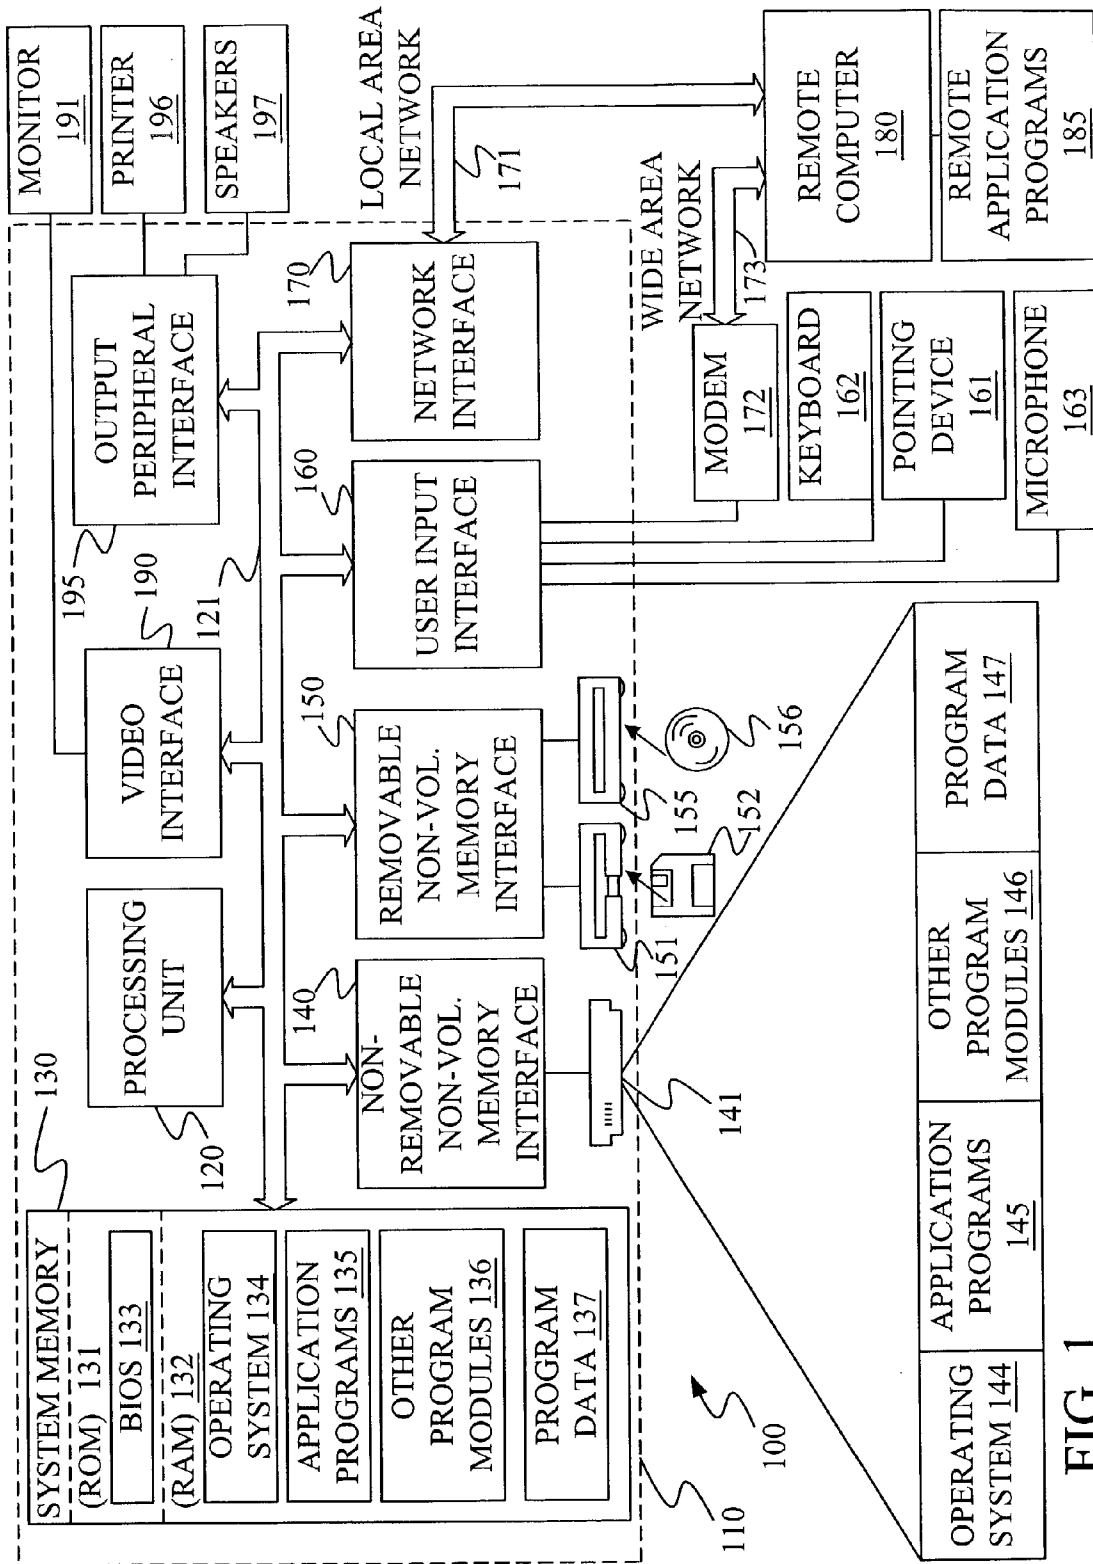 SYSTEM MEMORY
(ROM) 131
BIOS 133
(RAM) 132
OPERATING
SYSTEM 134
APPLICATION
PROGRAMS 135
OTHER
PROGRAM
MODULES 136
PROGRAM
DATA 137
130
PROCESSING
UNIT
120
VIDEO
INTERFACE
190
OUTPUT
PERIPHERAL
INTERFACE
195
121
MONITOR
191
PRINTER
196
SPEAKERS
197
NON-
REMOVABLE
NON-VOL.
MEMORY
INTERFACE
140
REMOVABLE
NON-VOL.
MEMORY
INTERFACE
150
USER INPUT
INTERFACE
160
NETWORK
INTERFACE
170
LOCAL AREA
NETWORK
171
141
151
152
155
156
WIDE AREA
NETWORK
173
MODEM
172
KEYBOARD
162
POINTING
DEVICE
161
MICROPHONE
163
REMOTE
COMPUTER
180
REMOTE
APPLICATION
PROGRAMS
185
110
100
OPERATING
SYSTEM 144
APPLICATION
PROGRAMS
145
OTHER
PROGRAM
MODULES 146
PROGRAM
DATA 147
FIG. 1